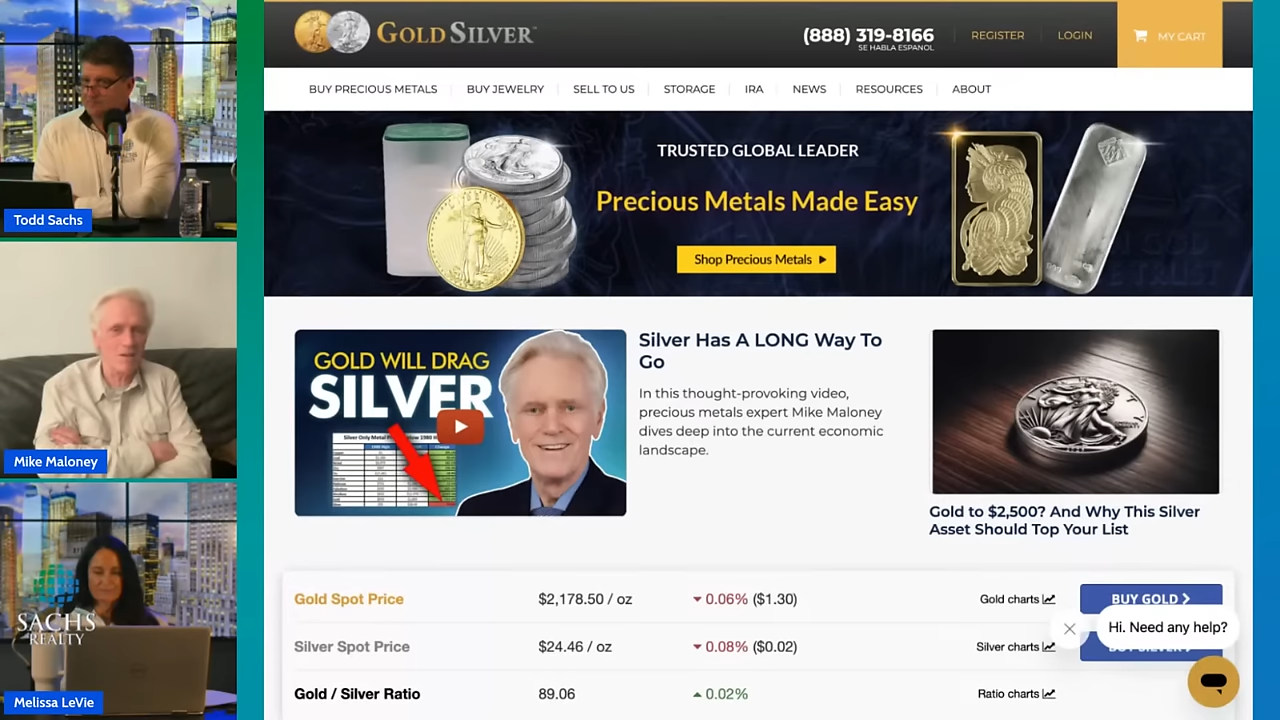 GOLD SILVER™
(888) 319-8166
SE HABLA ESPANOL
REGISTER
LOGIN
MY CART
BUY PRECIOUS METALS
BUY JEWELRY
SELL TO US
STORAGE
IRA
NEWS
RESOURCES
ABOUT
TRUSTED GLOBAL LEADER
Precious Metals Made Easy
Shop Precious Metals
Todd Sachs
Mike Maloney
SACHS
REALTY
Melissa LeVie
GOLD WILL DRAG
SILVER
Silver Has A LONG Way To
Go
In this thought-provoking video,
precious metals expert Mike Maloney
dives deep into the current economic
landscape.
Gold to $2,500? And Why This Silver
Asset Should Top Your List
Gold Spot Price $2,178.50 / oz 0.06% ($1.30) Gold charts BUY GOLD
Hi. Need any help?
Silver Spot Price $24.46 / oz 0.08% ($0.02) Silver charts BUY SILVER
Gold / Silver Ratio 89.06 0.02% Ratio charts